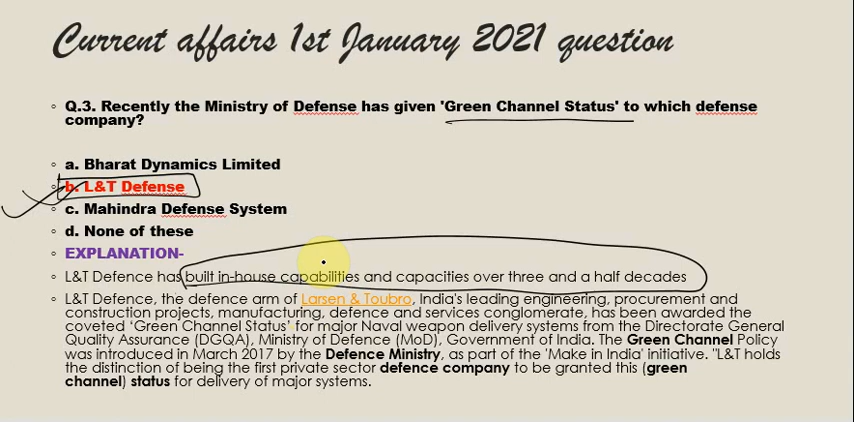 Current affairs 1st January 2021 question
◦ Q.3. Recently the Ministry of Defense has given 'Green Channel Status' to which defense
company?
◦ a. Bharat Dynamics Limited
◦ b. L&T Defense
◦ c. Mahindra Defense System
◦ d. None of these
◦ EXPLANATION-
◦ L&T Defence has built in-house capabilities and capacities over three and a half decades
◦ L&T Defence, the defence arm of Larsen & Toubro, India's leading engineering, procurement and
construction projects, manufacturing, defence and services conglomerate, has been awarded the
coveted 'Green Channel Status' for major Naval weapon delivery systems from the Directorate General
Quality Assurance (DGQA), Ministry of Defence (MoD), Government of India. The Green Channel Policy
was introduced in March 2017 by the Defence Ministry, as part of the 'Make in India' initiative. "L&T holds
the distinction of being the first private sector defence company to be granted this (green
channel) status for delivery of major systems.